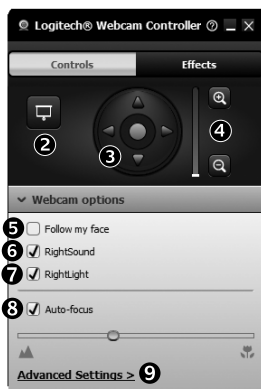 Logitech® Webcam Controller
Controls Effects
2
3
4
Webcam options
5 Follow my face
6 RightSound
7 RightLight
8 Auto-focus
Advanced Settings > 9